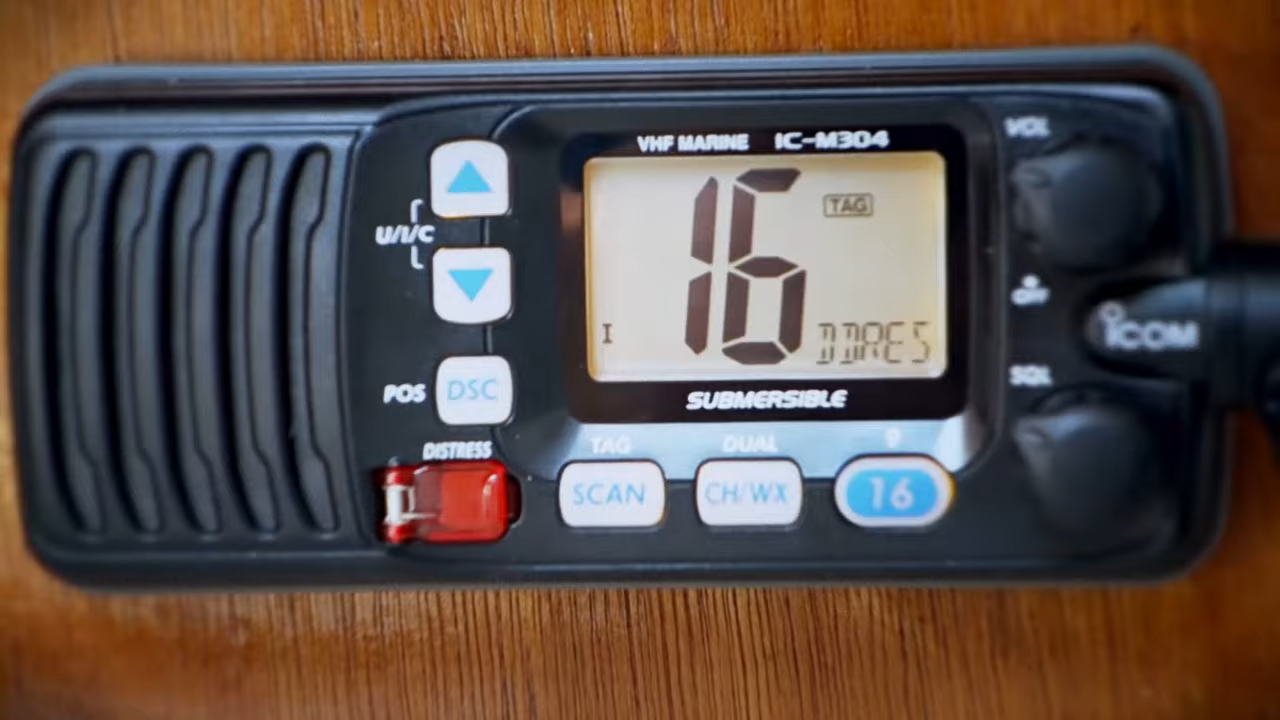 VHF MARINE IC-M304
VOL
16
TAG
U/I/C
I
OFF
ICOM
POS
DSC
SQL
SUBMERSIBLE
DISTRESS
TAG
DUAL
9
SCAN
CH/WX
16